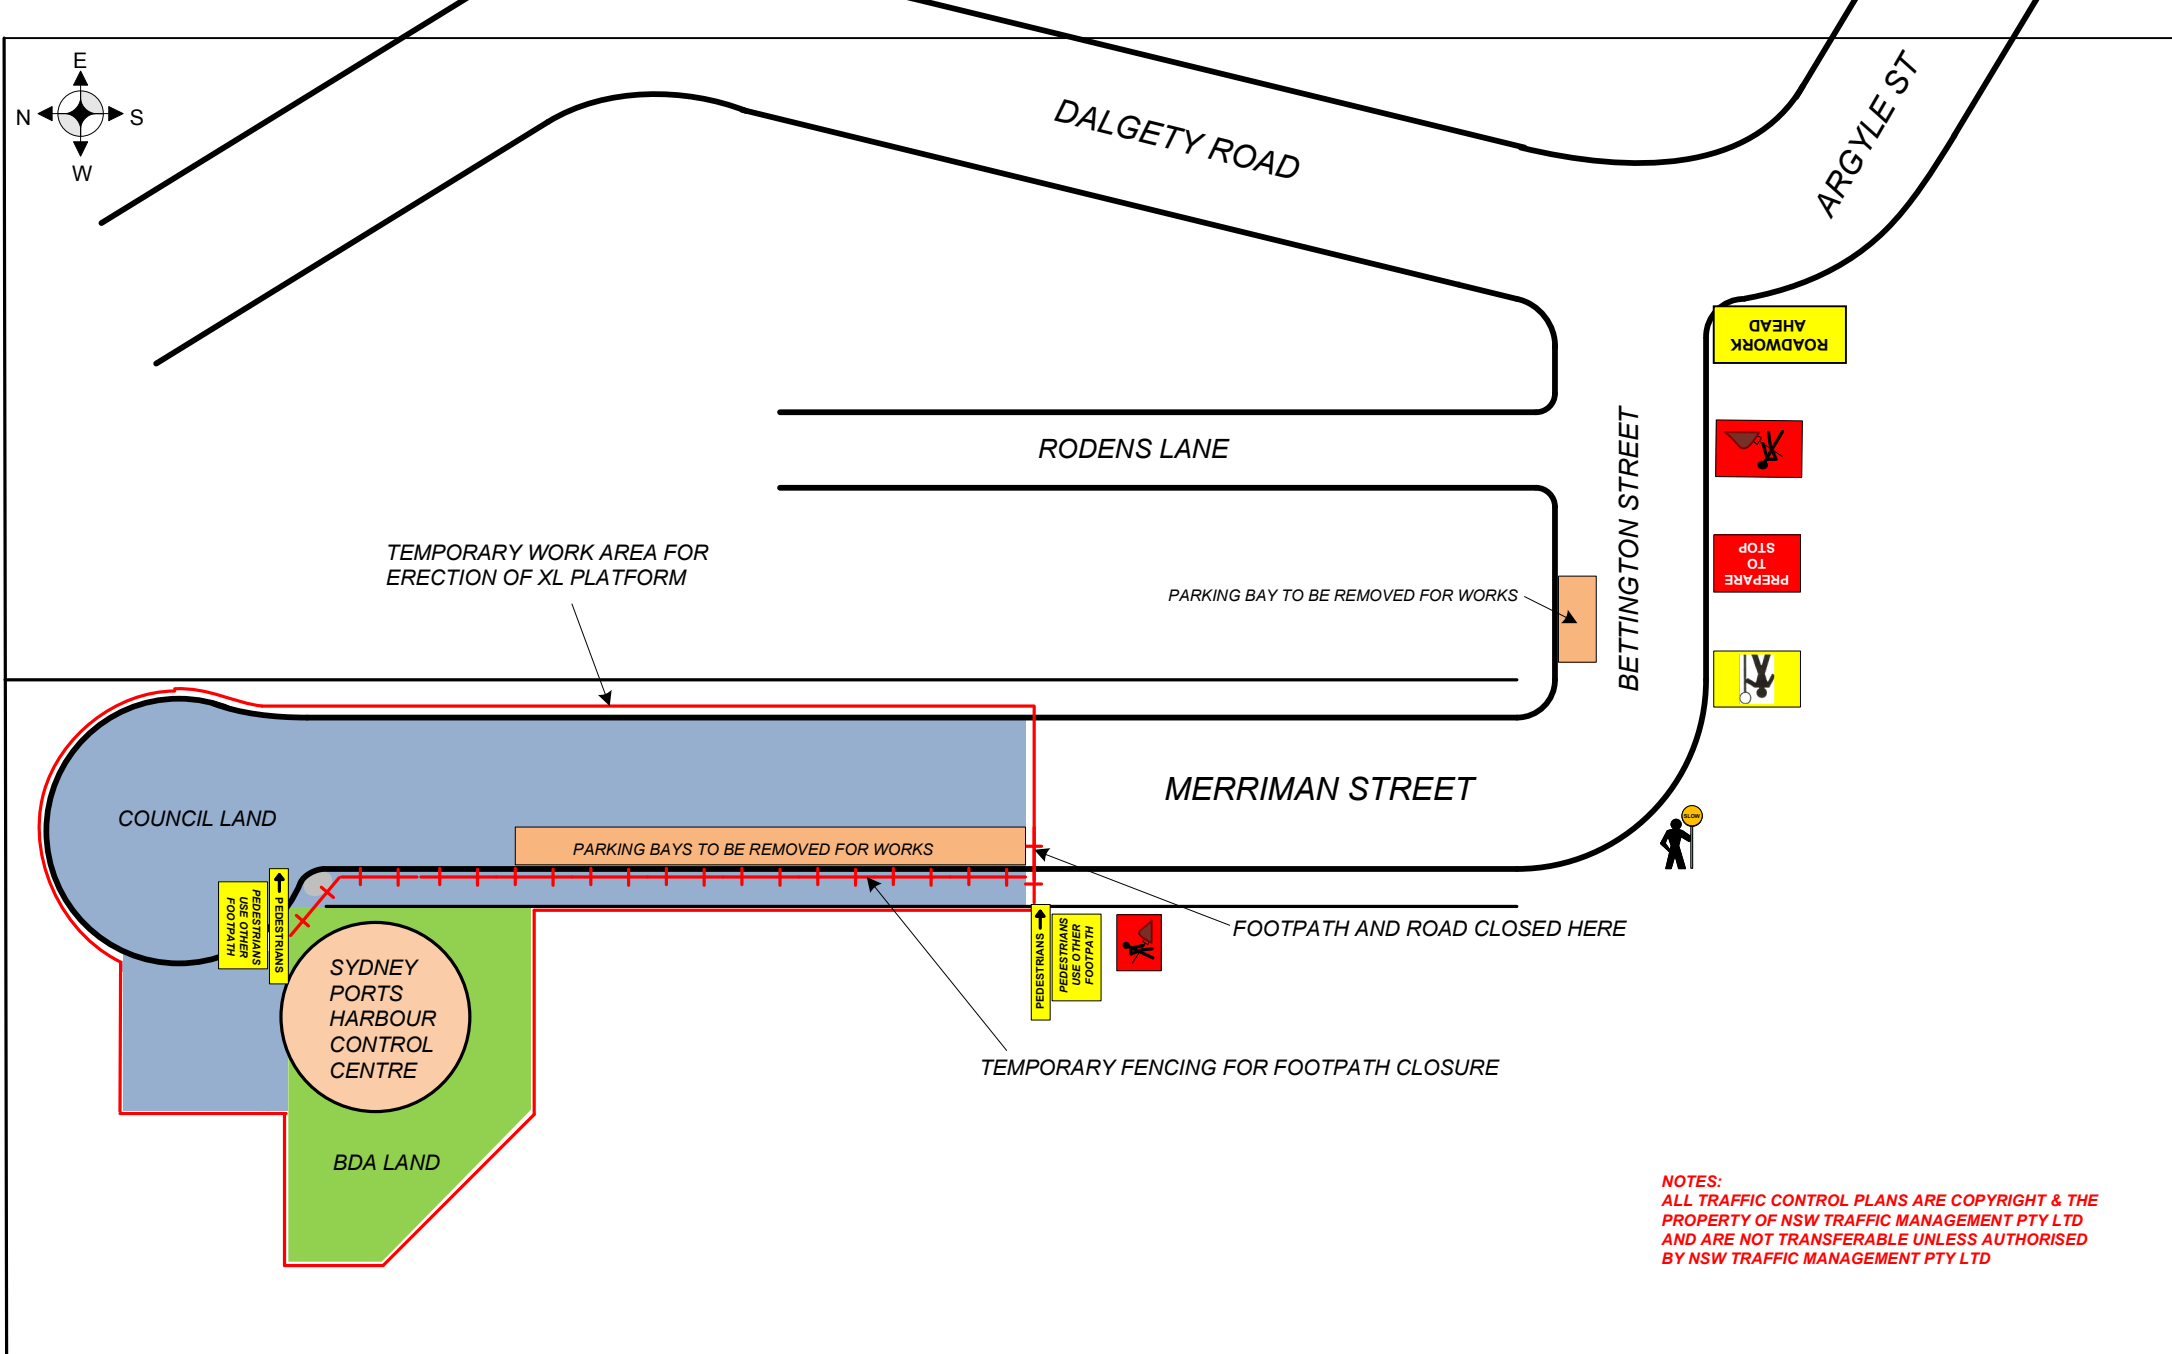 E
N
S
W
DALGETY ROAD
ARGYLE ST
ROADWORK
AHEAD
RODENS LANE
BETTINGTON STREET
PREPARE
TO
STOP
TEMPORARY WORK AREA FOR
ERECTION OF XL PLATFORM
PARKING BAY TO BE REMOVED FOR WORKS
MERRIMAN STREET
SLOW
COUNCIL LAND
PARKING BAYS TO BE REMOVED FOR WORKS
PEDESTRIANS
USE OTHER
FOOTPATH
PEDESTRIANS
PEDESTRIANS
PEDESTRIANS
USE OTHER
FOOTPATH
FOOTPATH AND ROAD CLOSED HERE
SYDNEY
PORTS
HARBOUR
CONTROL
CENTRE
TEMPORARY FENCING FOR FOOTPATH CLOSURE
BDA LAND
NOTES:
ALL TRAFFIC CONTROL PLANS ARE COPYRIGHT & THE
PROPERTY OF NSW TRAFFIC MANAGEMENT PTY LTD
AND ARE NOT TRANSFERABLE UNLESS AUTHORISED
BY NSW TRAFFIC MANAGEMENT PTY LTD